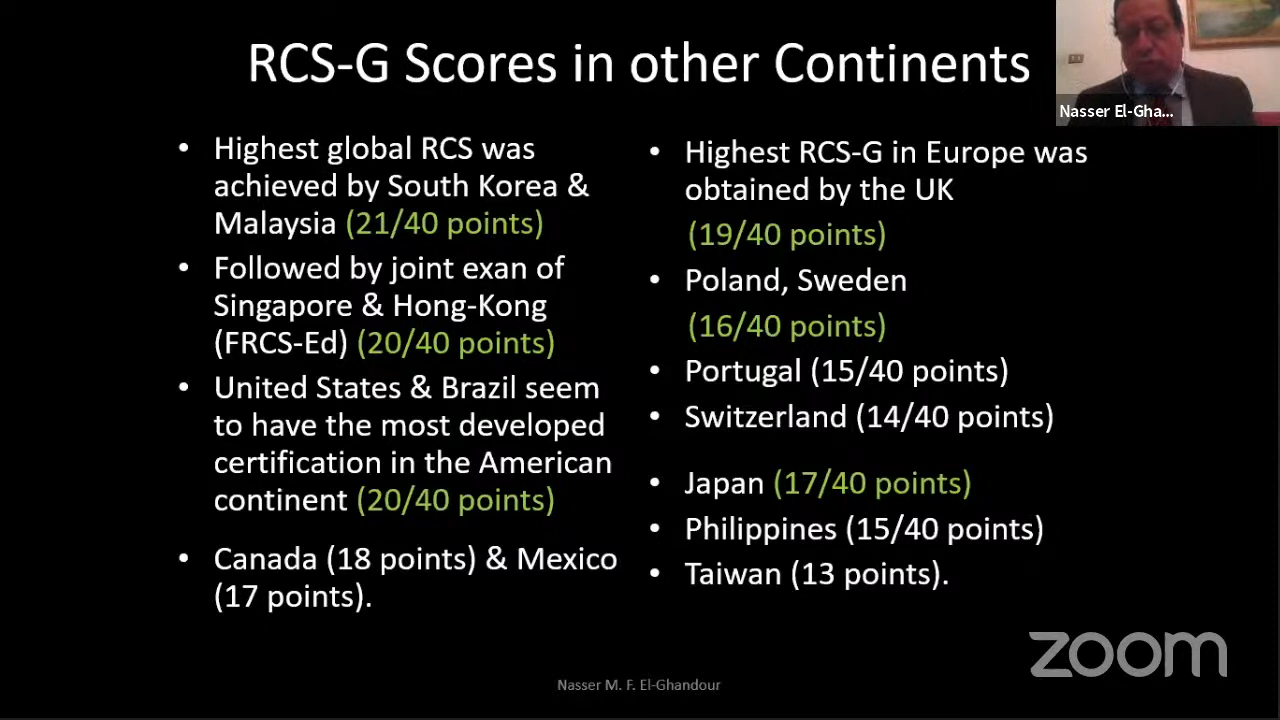 RCS-G Scores in other Continents
Nasser El-Gha...
• Highest global RCS was
achieved by South Korea &
Malaysia (21/40 points)
• Followed by joint exan of
Singapore & Hong-Kong
(FRCS-Ed) (20/40 points)
• United States & Brazil seem
to have the most developed
certification in the American
continent (20/40 points)
• Canada (18 points) & Mexico
(17 points).
• Highest RCS-G in Europe was
obtained by the UK
(19/40 points)
• Poland, Sweden
(16/40 points)
• Portugal (15/40 points)
• Switzerland (14/40 points)
• Japan (17/40 points)
• Philippines (15/40 points)
• Taiwan (13 points).
zoom
Nasser M. F. El-Ghandour